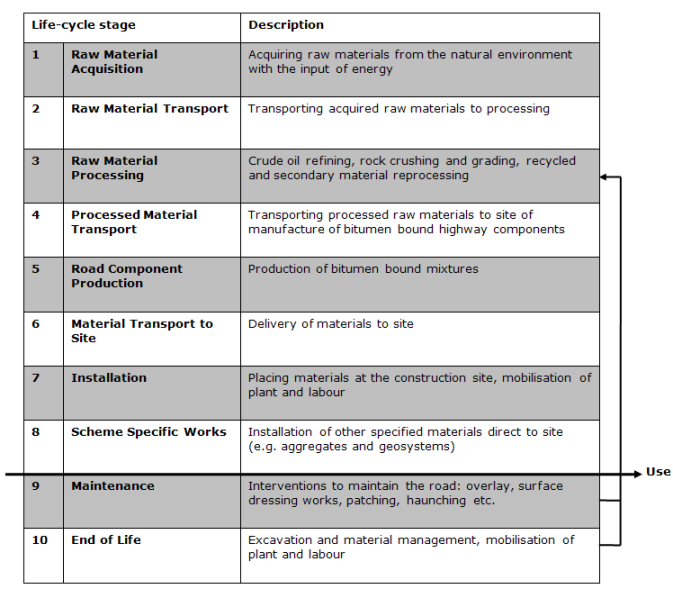 Life-cycle stage Description
1 Raw Material Acquiring raw materials from the natural environment
Acquisition with the input of energy
2 Raw Material Transport Transporting acquired raw materials to processing
3 Raw Material Crude oil refining, rock crushing and grading, recycled
Processing and secondary material reprocessing
4 Processed Material Transporting processed raw materials to site of
Transport manufacture of bitumen bound highway components
5 Road Component Production of bitumen bound mixtures
Production
6 Material Transport to Delivery of materials to site
Site
7 Installation Placing materials at the construction site, mobilisation of
plant and labour
8 Scheme Specific Works Installation of other specified materials direct to site
(e.g. aggregates and geosystems)
Use
9 Maintenance Interventions to maintain the road: overlay, surface
dressing works, patching, haunching etc.
10 End of Life Excavation and material management, mobilisation of
plant and labour